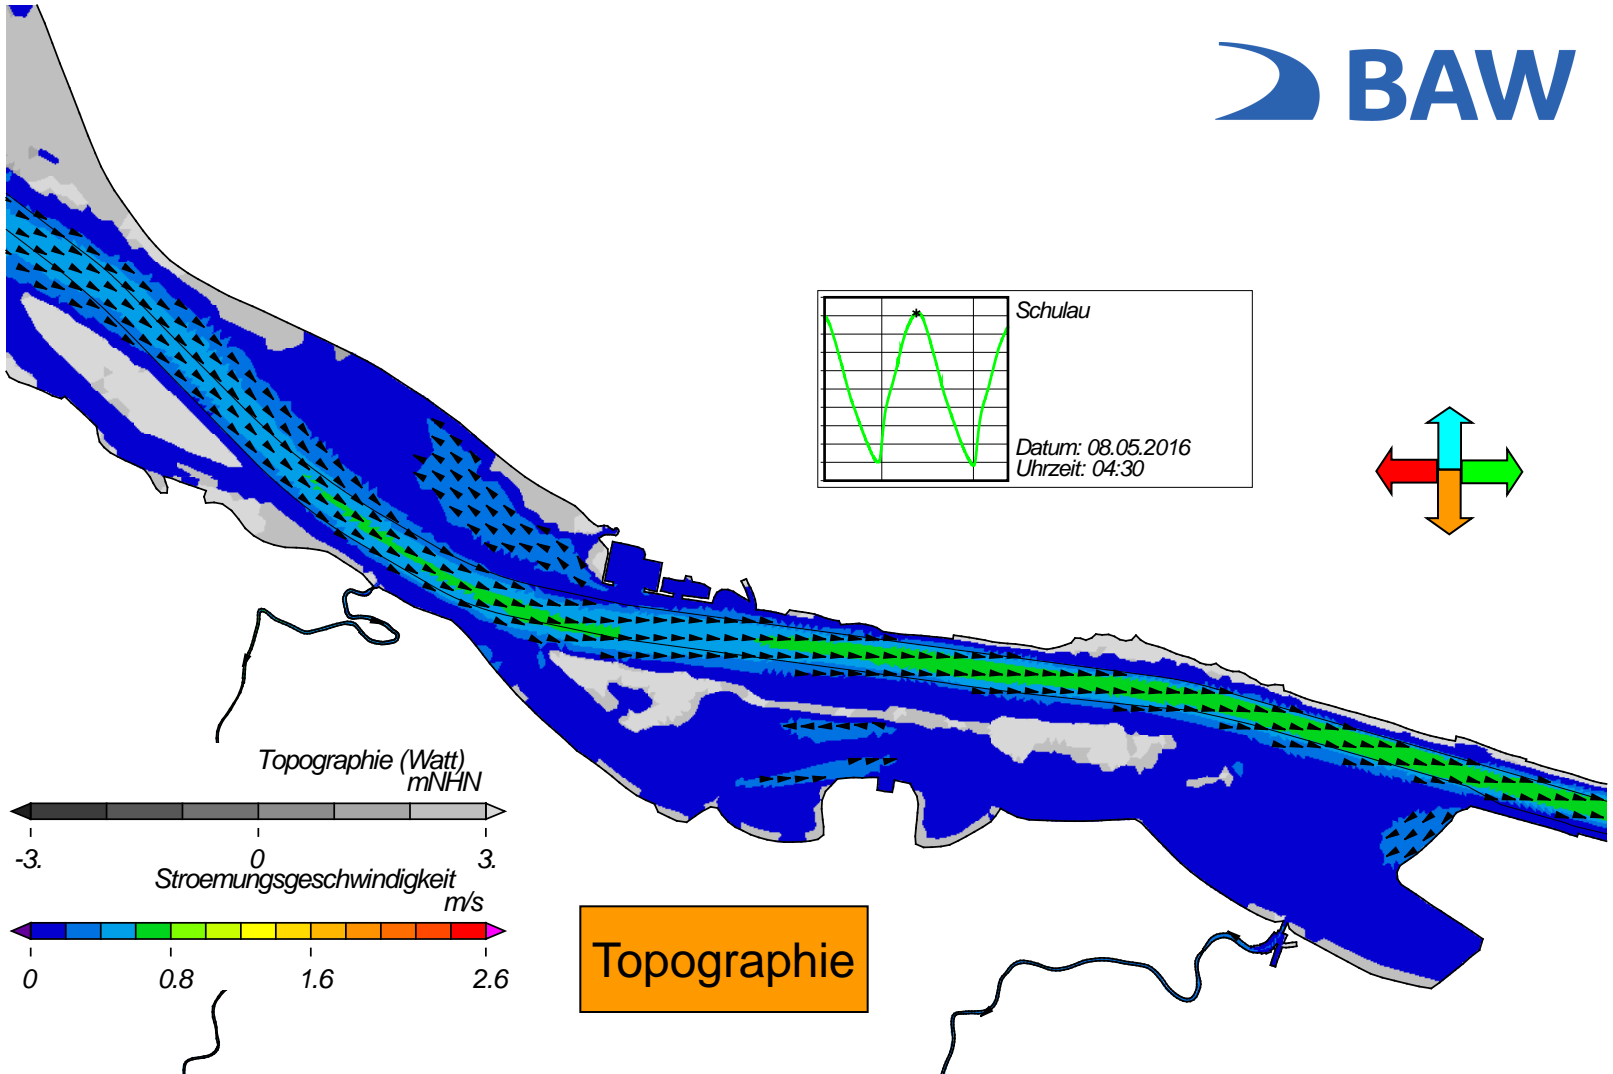 BAW
Schulau
Datum: 08.05.2016
Uhrzeit: 04:30
Topographie (Watt)
mNHN
-3. 0 3.
Stroemungsgeschwindigkeit
m/s
0 0.8 1.6 2.6
Topographie